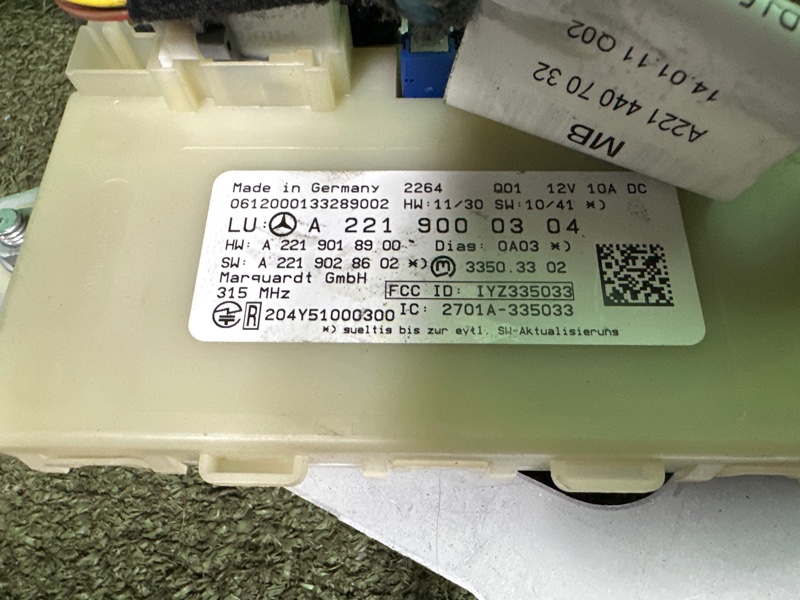 Made in Germany 2264 Q01 12V 10A DC
0612000133289002 HW:11/30 SW:10/41 *)
LU: A 221 900 03 04
HW: A 221 901 89 00 Diag: 0A03 *)
SW: A 221 902 86 02 *) m 3350.33 02
Marquardt GmbH
315 MHz FCC ID: IYZ335033
R 204Y51000300 IC: 2701A-335033
*) gueltig bis zur evtl. SW-Aktualisierung
MB
A221 440 70 32
14.01.11 Q02